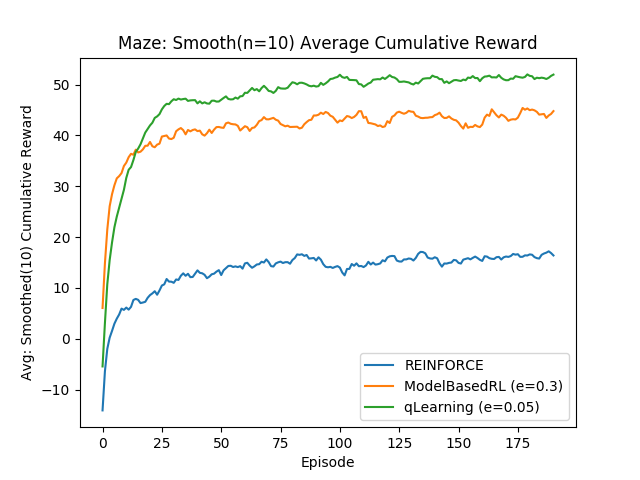 Maze: Smooth(n=10) Average Cumulative Reward
Avg: Smoothed(10) Cumulative Reward
50
40
30
20
10
0
−10
REINFORCE
ModelBasedRL (e=0.3)
qLearning (e=0.05)
0 25 50 75 100 125 150 175
Episode